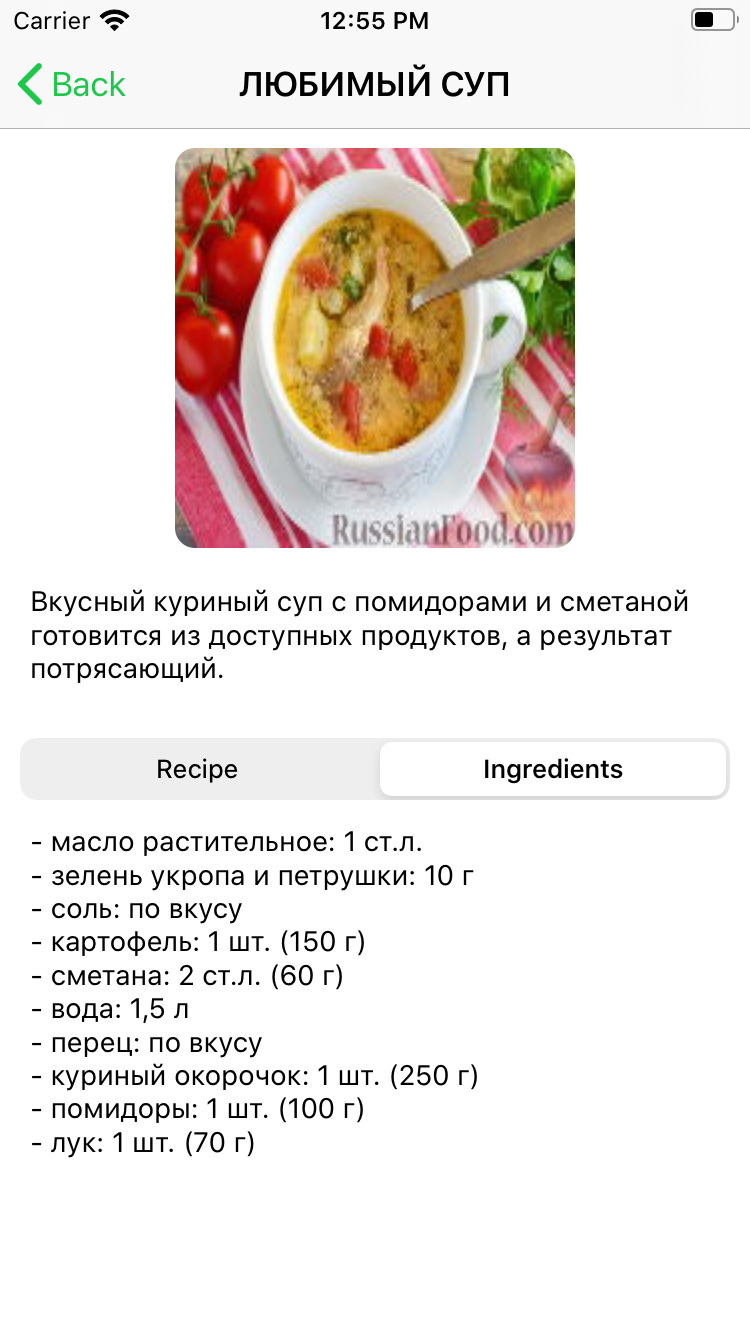 Carrier 12:55 PM
Back ЛЮБИМЫЙ СУП
RussianFood.com
Вкусный куриный суп с помидорами и сметаной
готовится из доступных продуктов, а результат
потрясающий.
Recipe Ingredients
- масло растительное: 1 ст.л.
- зелень укропа и петрушки: 10 г
- соль: по вкусу
- картофель: 1 шт. (150 г)
- сметана: 2 ст.л. (60 г)
- вода: 1,5 л
- перец: по вкусу
- куриный окорочок: 1 шт. (250 г)
- помидоры: 1 шт. (100 г)
- лук: 1 шт. (70 г)